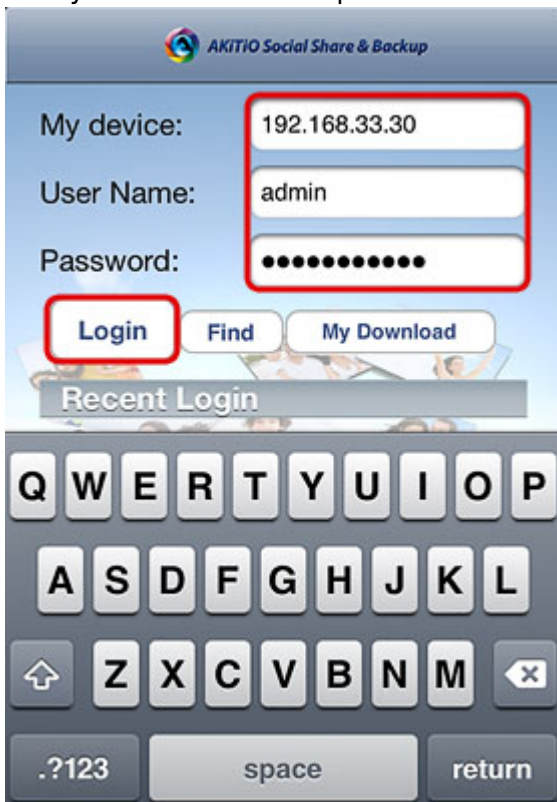 AKiTiO Social Share & Backup
My device: 192.168.33.30
User Name: admin
Password: ●●●●●●●●●●●
Login Find My Download
Recent Login
Q W E R T Y U I O P
A S D F G H J K L
Z X C V B N M
.?123 space return